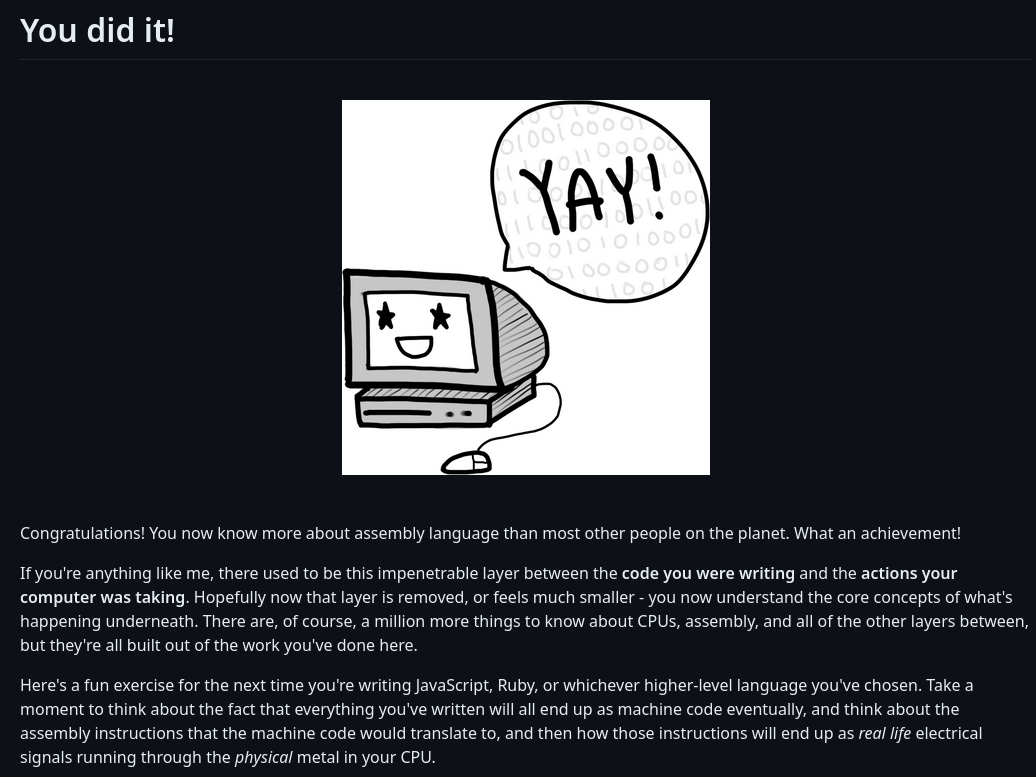 You did it!
YAY!
Congratulations! You now know more about assembly language than most other people on the planet. What an achievement!
If you're anything like me, there used to be this impenetrable layer between the code you were writing and the actions your
computer was taking. Hopefully now that layer is removed, or feels much smaller - you now understand the core concepts of what's
happening underneath. There are, of course, a million more things to know about CPUs, assembly, and all of the other layers between,
but they're all built out of the work you've done here.
Here's a fun exercise for the next time you're writing JavaScript, Ruby, or whichever higher-level language you've chosen. Take a
moment to think about the fact that everything you've written will all end up as machine code eventually, and think about the
assembly instructions that the machine code would translate to, and then how those instructions will end up as real life electrical
signals running through the physical metal in your CPU.